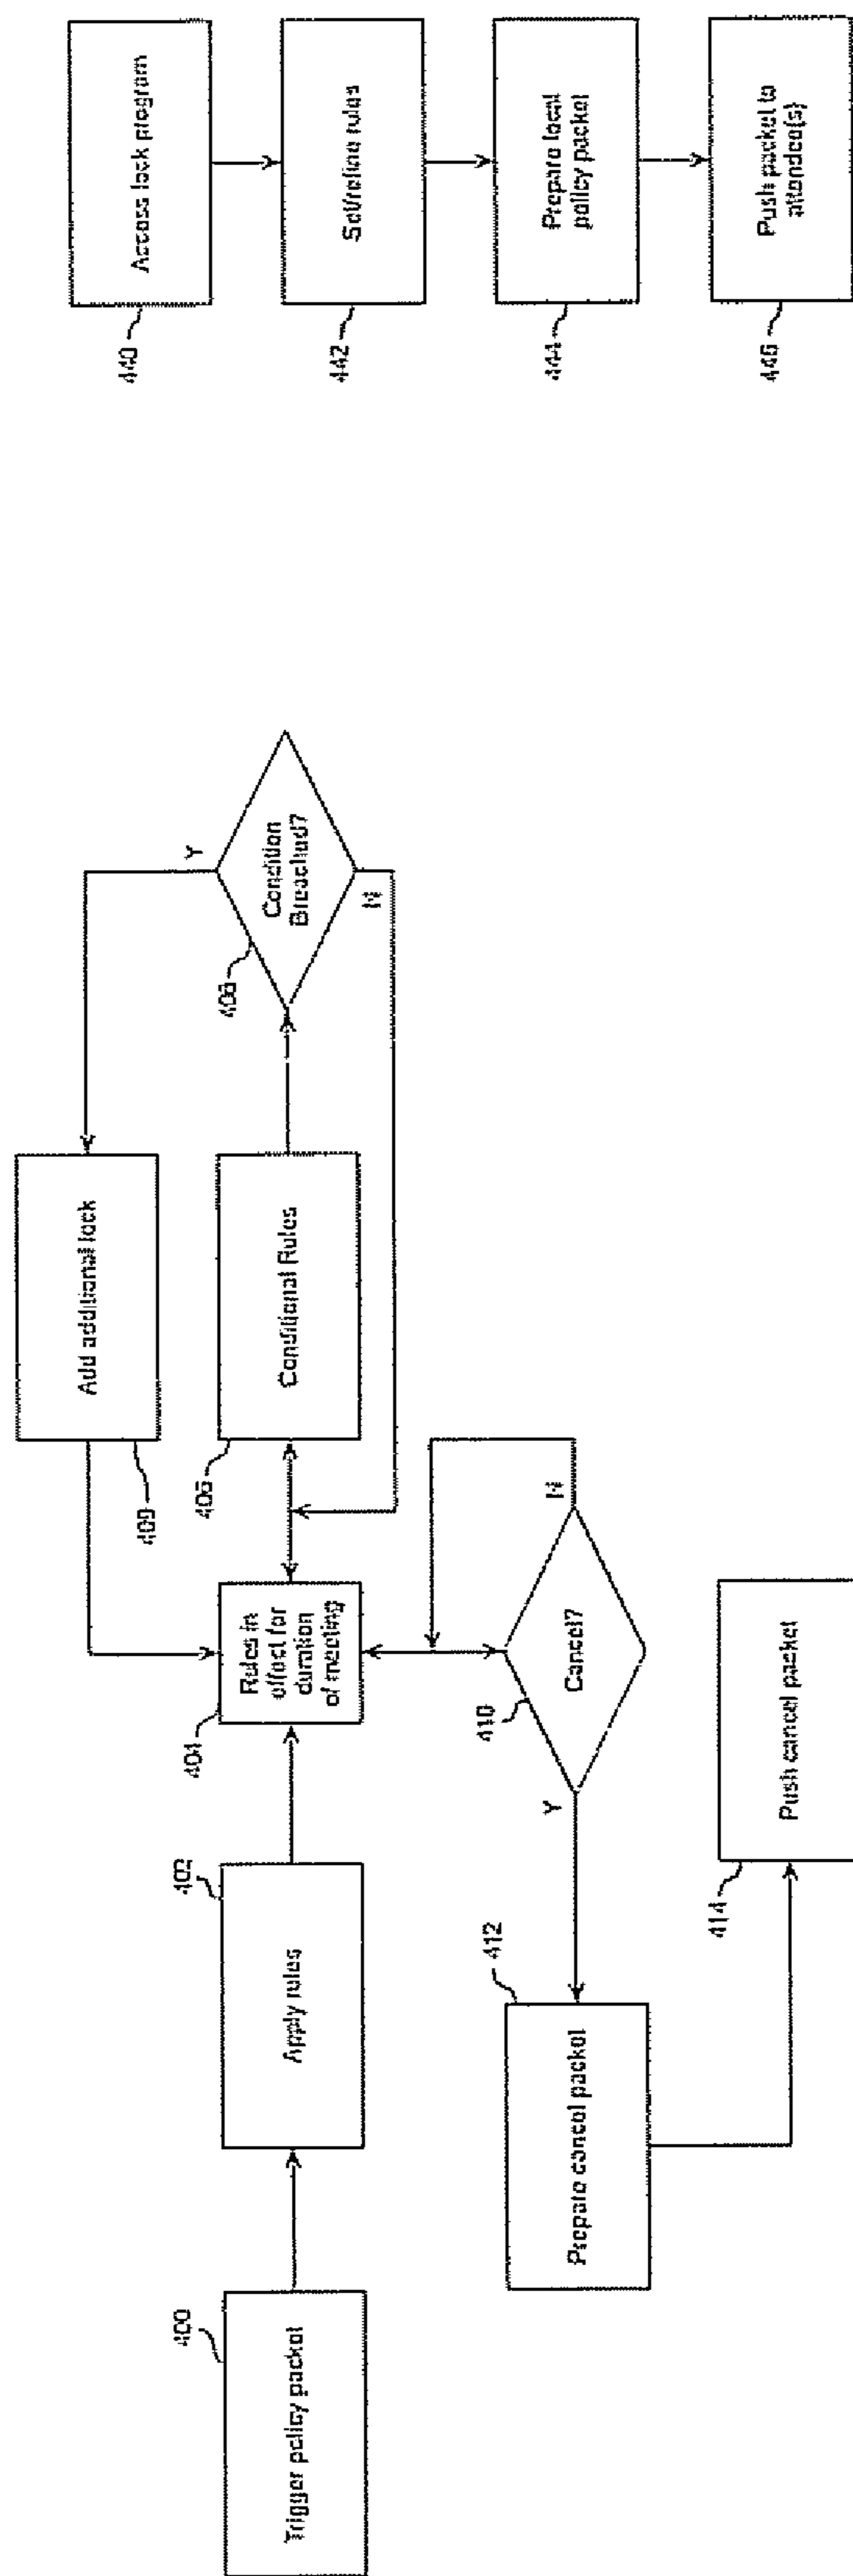 Trigger policy packet
400
Apply rules
402
Rules in
effect for
duration
of meeting
404
Conditional Rules
406
Condition
Breached?
408
Y
N
Add additional lock
409
Cancel?
410
Y
N
Prepare cancel packet
412
Push cancel packet
414
Access lock program
440
Set/refine rules
442
Prepare local
policy packet
444
Push packet to
attendee(s)
446